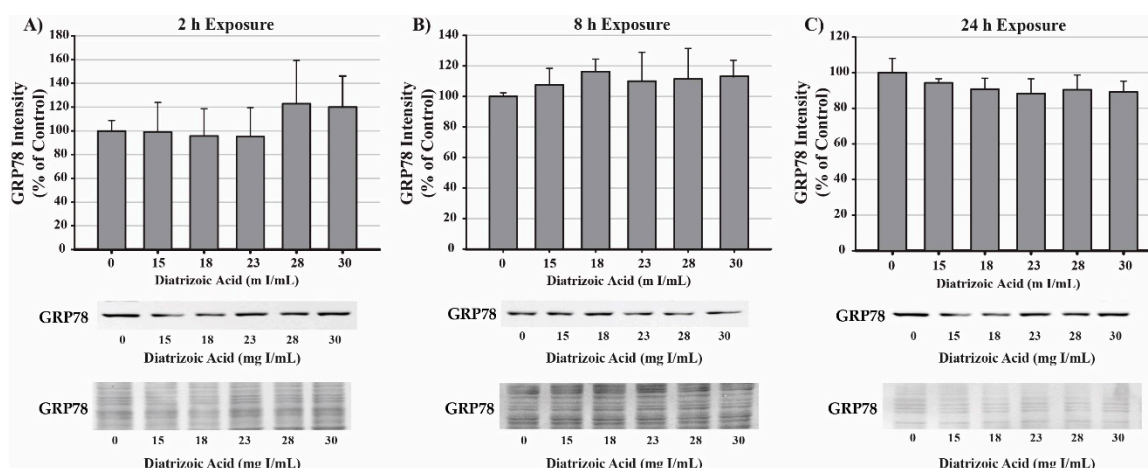 A) 2 h Exposure
GRP78 Intensity
(% of Control)
180
160
140
120
100
80
60
40
20
0
0 15 18 23 28 30
Diatrizoic Acid (m I/mL)
GRP78
0 15 18 23 28 30
Diatrizoic Acid (mg I/mL)
GRP78
0 15 18 23 28 30
Diatrizoic Acid (mg I/mL)
B) 8 h Exposure
GRP78 Intensity
(% of Control)
140
120
100
80
60
40
20
0
0 15 18 23 28 30
Diatrizoic Acid (m I/mL)
GRP78
0 15 18 23 28 30
Diatrizoic Acid (mg I/mL)
GRP78
0 15 18 23 28 30
Diatrizoic Acid (mg I/mL)
C) 24 h Exposure
GRP78 Intensity
(% of Control)
120
100
80
60
40
20
0
0 15 18 23 28 30
Diatrizoic Acid (m I/mL)
GRP78
0 15 18 23 28 30
Diatrizoic Acid (mg I/mL)
GRP78
0 15 18 23 28 30
Diatrizoic Acid (mg I/mL)